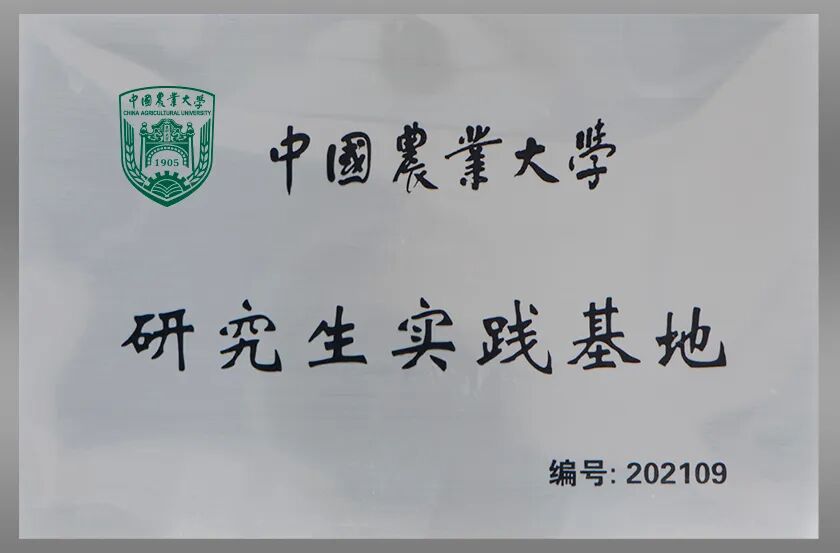 中國農業大學
CHINA AGRICULTURAL UNIVERSITY
1905
中國農業大學
研究生实践基地
编号: 202109